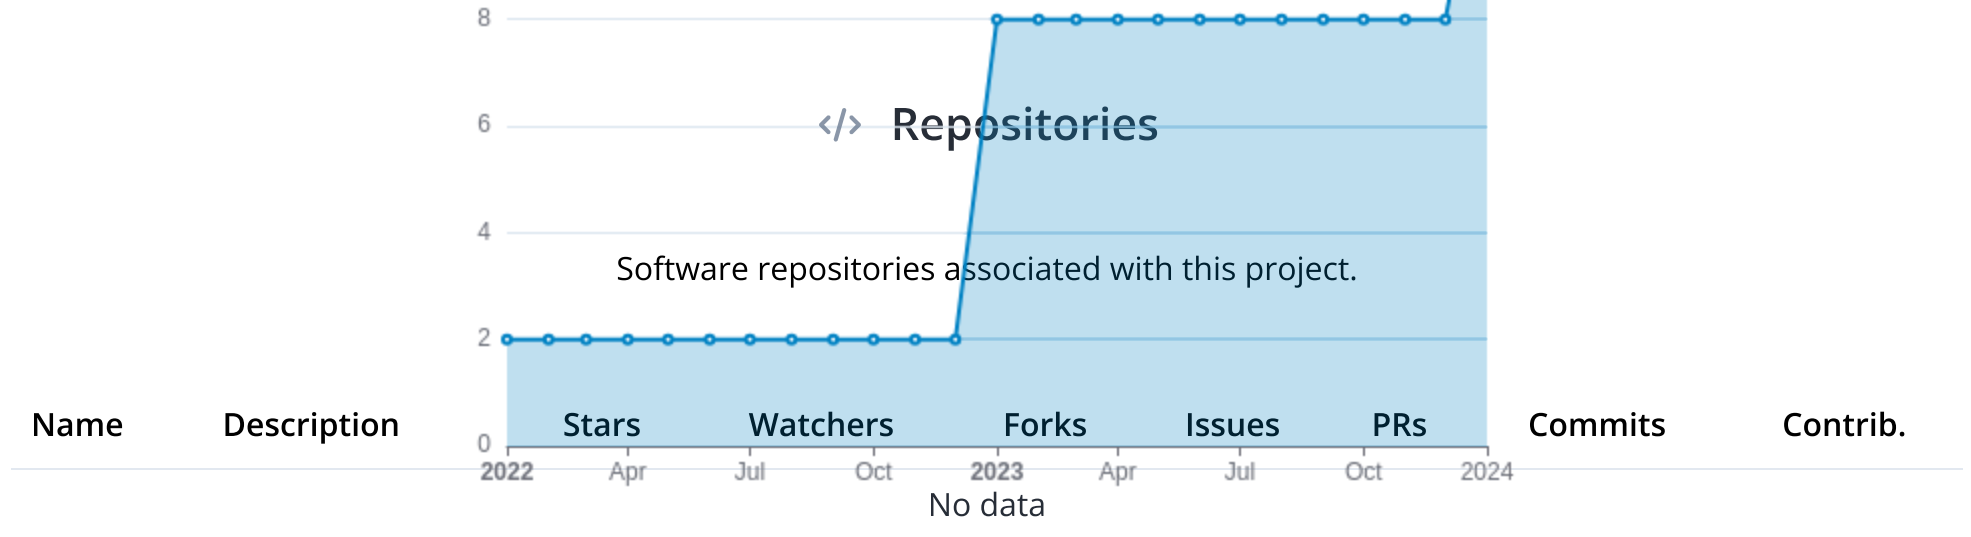 8
6
</> Repositories
4
Software repositories associated with this project.
2
Name Description Stars Watchers Forks Issues PRs Commits Contrib.
0
2022 Apr Jul Oct 2023 Apr Jul Oct 2024
No data